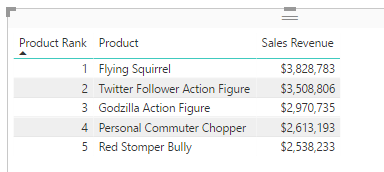 Product Rank Product Sales Revenue
1 Flying Squirrel $3,828,783
2 Twitter Follower Action Figure $3,508,806
3 Godzilla Action Figure $2,970,735
4 Personal Commuter Chopper $2,613,193
5 Red Stomper Bully $2,538,233